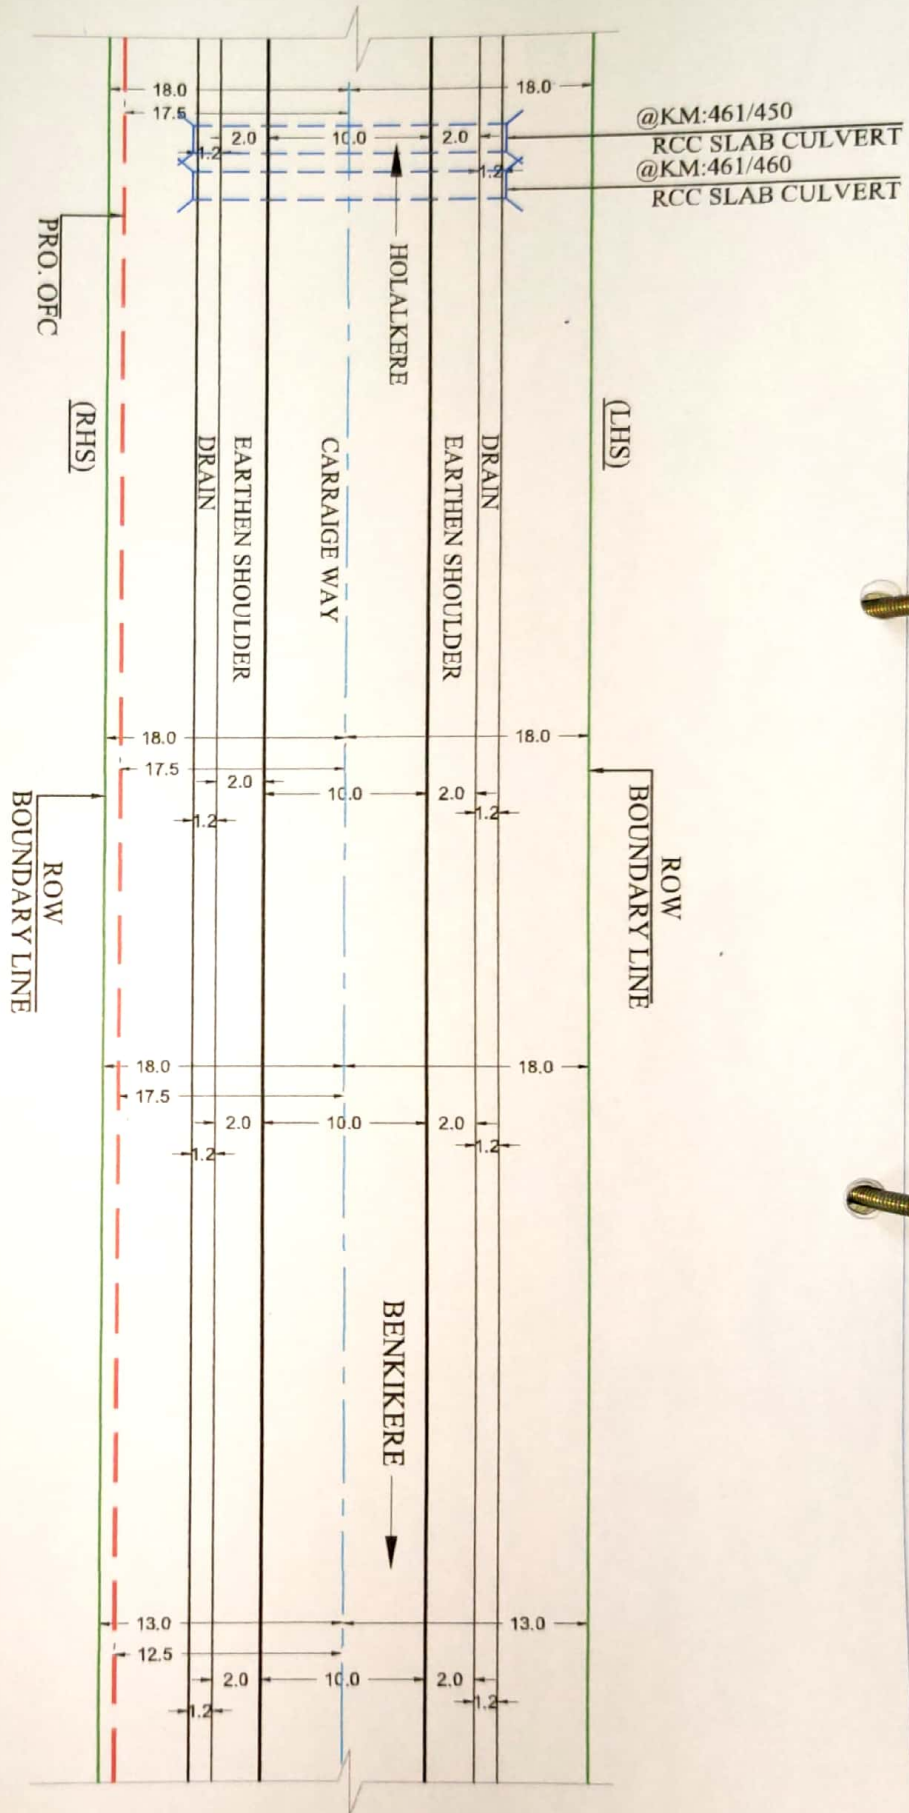 18.0
18.0
17.5
2.0
10.0
2.0
1.2
1.2
@KM:461/450
RCC SLAB CULVERT
@KM:461/460
RCC SLAB CULVERT
PRO. OFC
HOLALKERE
(RHS)
DRAIN
EARTHEN SHOULDER
CARRAIGE WAY
EARTHEN SHOULDER
DRAIN
(LHS)
18.0
18.0
17.5
2.0
10.0
2.0
1.2
1.2
ROW
BOUNDARY LINE
ROW
BOUNDARY LINE
18.0
18.0
17.5
2.0
10.0
2.0
1.2
1.2
BENKIKERE
13.0
13.0
12.5
2.0
10.0
2.0
1.2
1.2